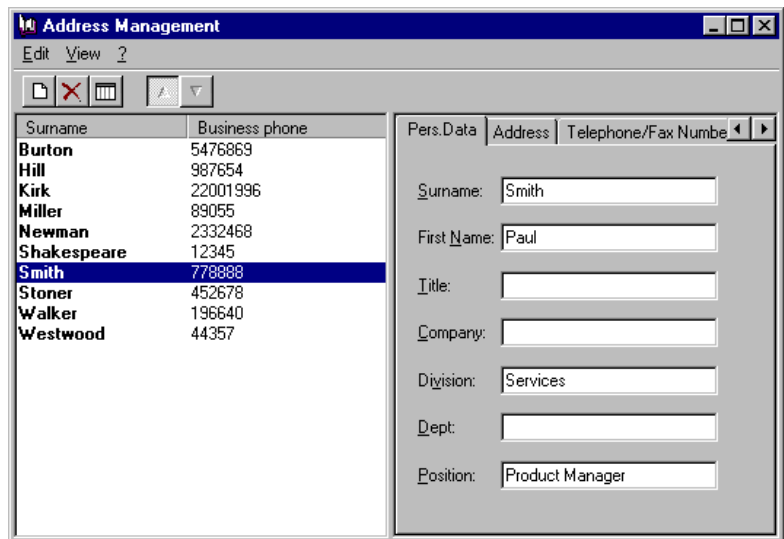 Address Management
Edit View ?
Surname Business phone
Burton 5476869
Hill 987654
Kirk 22001996
Miller 89055
Newman 2332468
Shakespeare 12345
Smith 778888
Stoner 452678
Walker 196640
Westwood 44357
Pers.Data Address Telephone/Fax Numbe
Surname: Smith
First Name: Paul
Title:
Company:
Division: Services
Dept:
Position: Product Manager